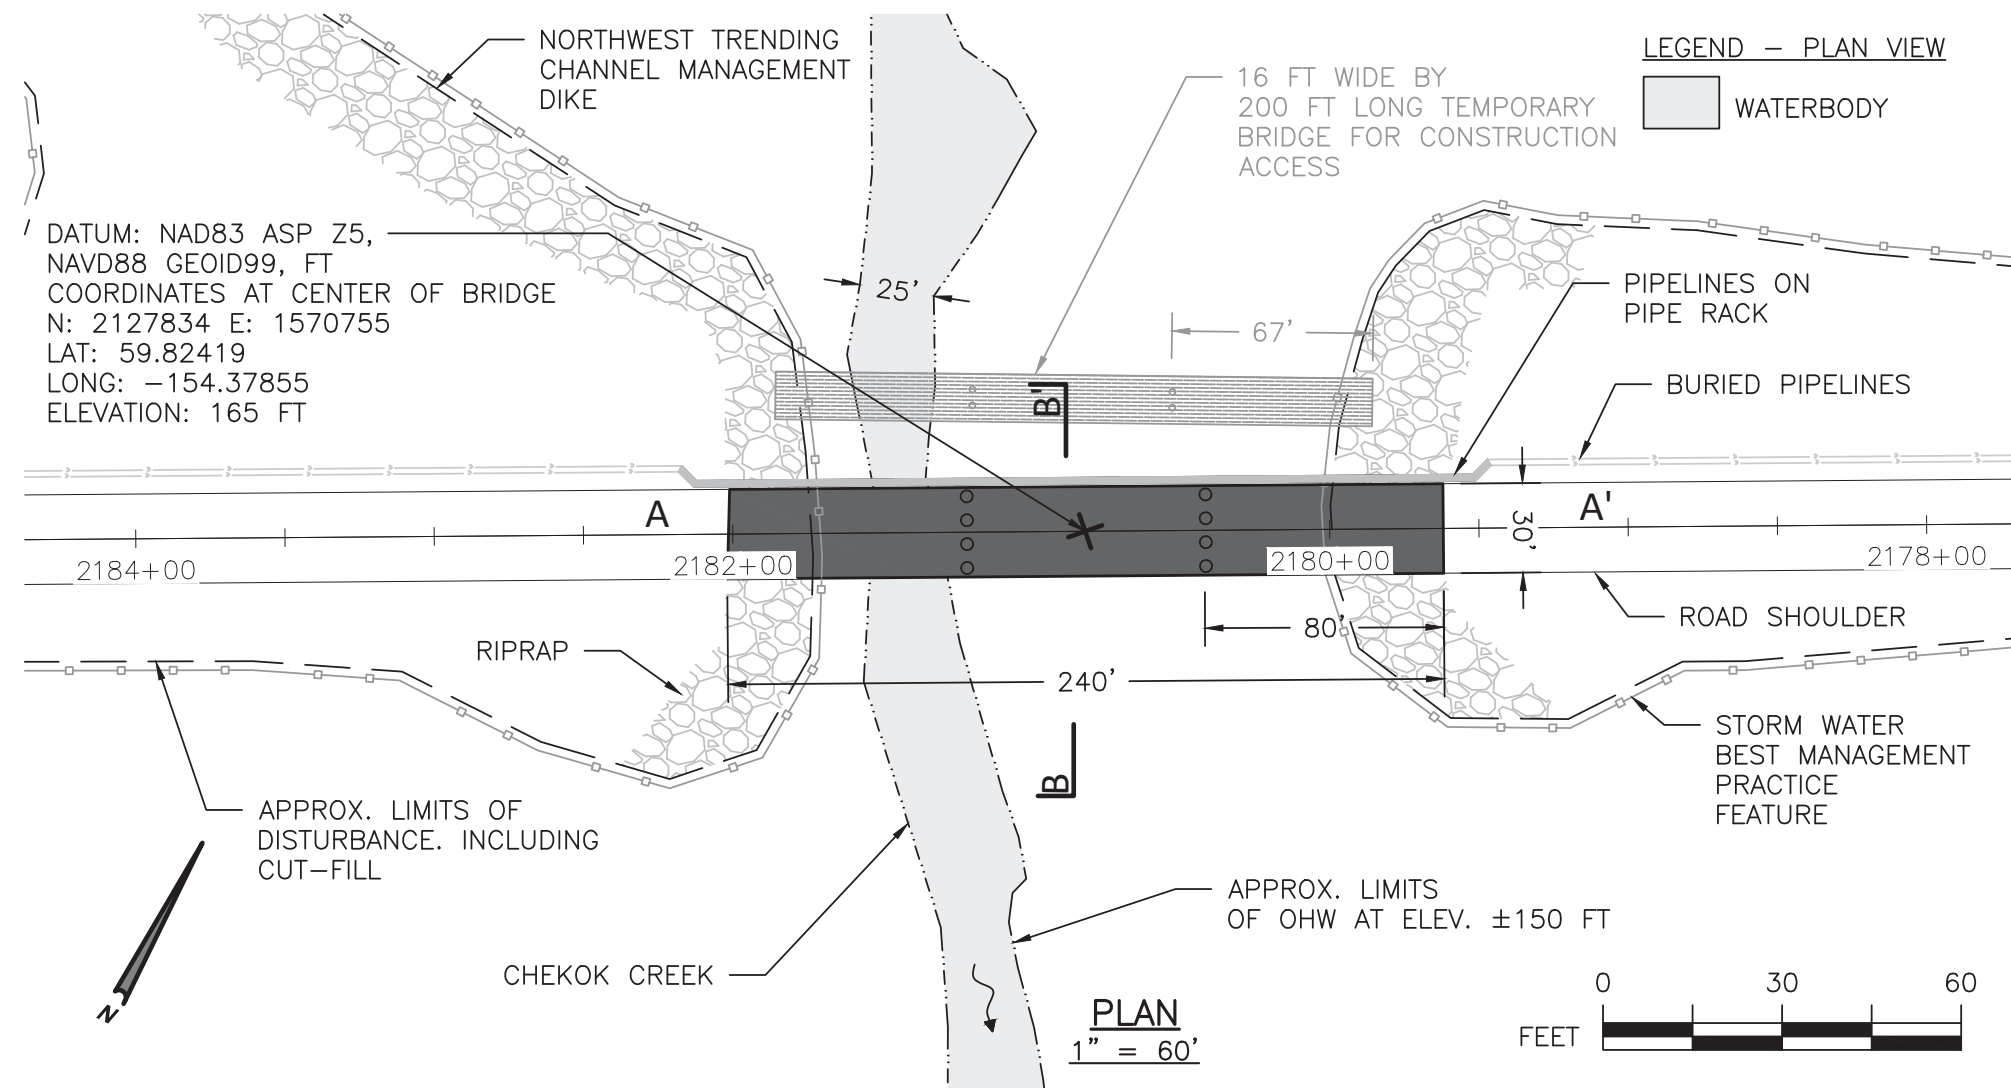 NORTHWEST TRENDING
CHANNEL MANAGEMENT
DIKE
16 FT WIDE BY
200 FT LONG TEMPORARY
BRIDGE FOR CONSTRUCTION
ACCESS
LEGEND – PLAN VIEW
WATERBODY
DATUM: NAD83 ASP Z5,
NAVD88 GEOID99, FT
COORDINATES AT CENTER OF BRIDGE
N: 2127834 E: 1570755
LAT: 59.82419
LONG: −154.37855
ELEVATION: 165 FT
25'
67'
PIPELINES ON
PIPE RACK
BURIED PIPELINES
B'
A
A'
30'
2184+00
2182+00
2180+00
2178+00
80'
ROAD SHOULDER
RIPRAP
240'
STORM WATER
BEST MANAGEMENT
PRACTICE
FEATURE
B
APPROX. LIMITS OF
DISTURBANCE. INCLUDING
CUT–FILL
APPROX. LIMITS
OF OHW AT ELEV. ±150 FT
CHEKOK CREEK
N
PLAN
1" = 60'
0 30 60
FEET